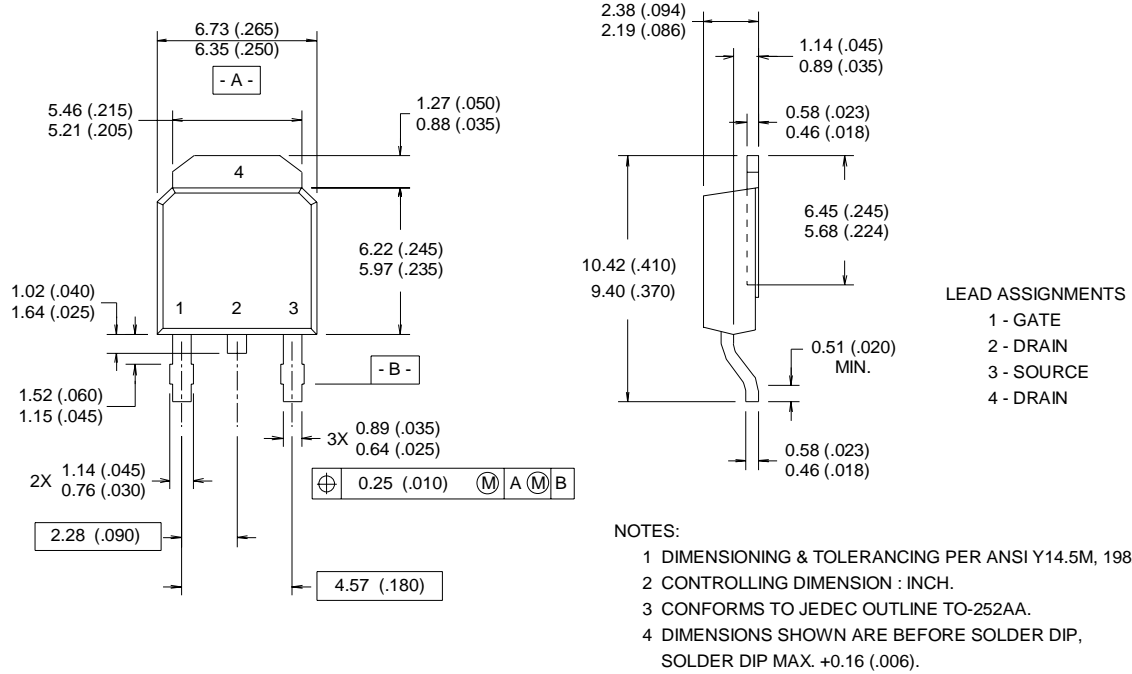 6.73 (.265)
6.35 (.250)
- A -
5.46 (.215)
5.21 (.205)
1.27 (.050)
0.88 (.035)
4
6.22 (.245)
5.97 (.235)
1.02 (.040)
1.64 (.025)
1 2 3
1.52 (.060)
1.15 (.045)
- B -
3X 0.89 (.035)
0.64 (.025)
2X 1.14 (.045)
0.76 (.030)
⌖ 0.25 (.010) Ⓜ A Ⓜ B
2.28 (.090)
4.57 (.180)
2.38 (.094)
2.19 (.086)
1.14 (.045)
0.89 (.035)
0.58 (.023)
0.46 (.018)
6.45 (.245)
5.68 (.224)
10.42 (.410)
9.40 (.370)
0.51 (.020)
MIN.
0.58 (.023)
0.46 (.018)
LEAD ASSIGNMENTS
1 - GATE
2 - DRAIN
3 - SOURCE
4 - DRAIN
NOTES:
1 DIMENSIONING & TOLERANCING PER ANSI Y14.5M, 198
2 CONTROLLING DIMENSION : INCH.
3 CONFORMS TO JEDEC OUTLINE TO-252AA.
4 DIMENSIONS SHOWN ARE BEFORE SOLDER DIP,
SOLDER DIP MAX. +0.16 (.006).